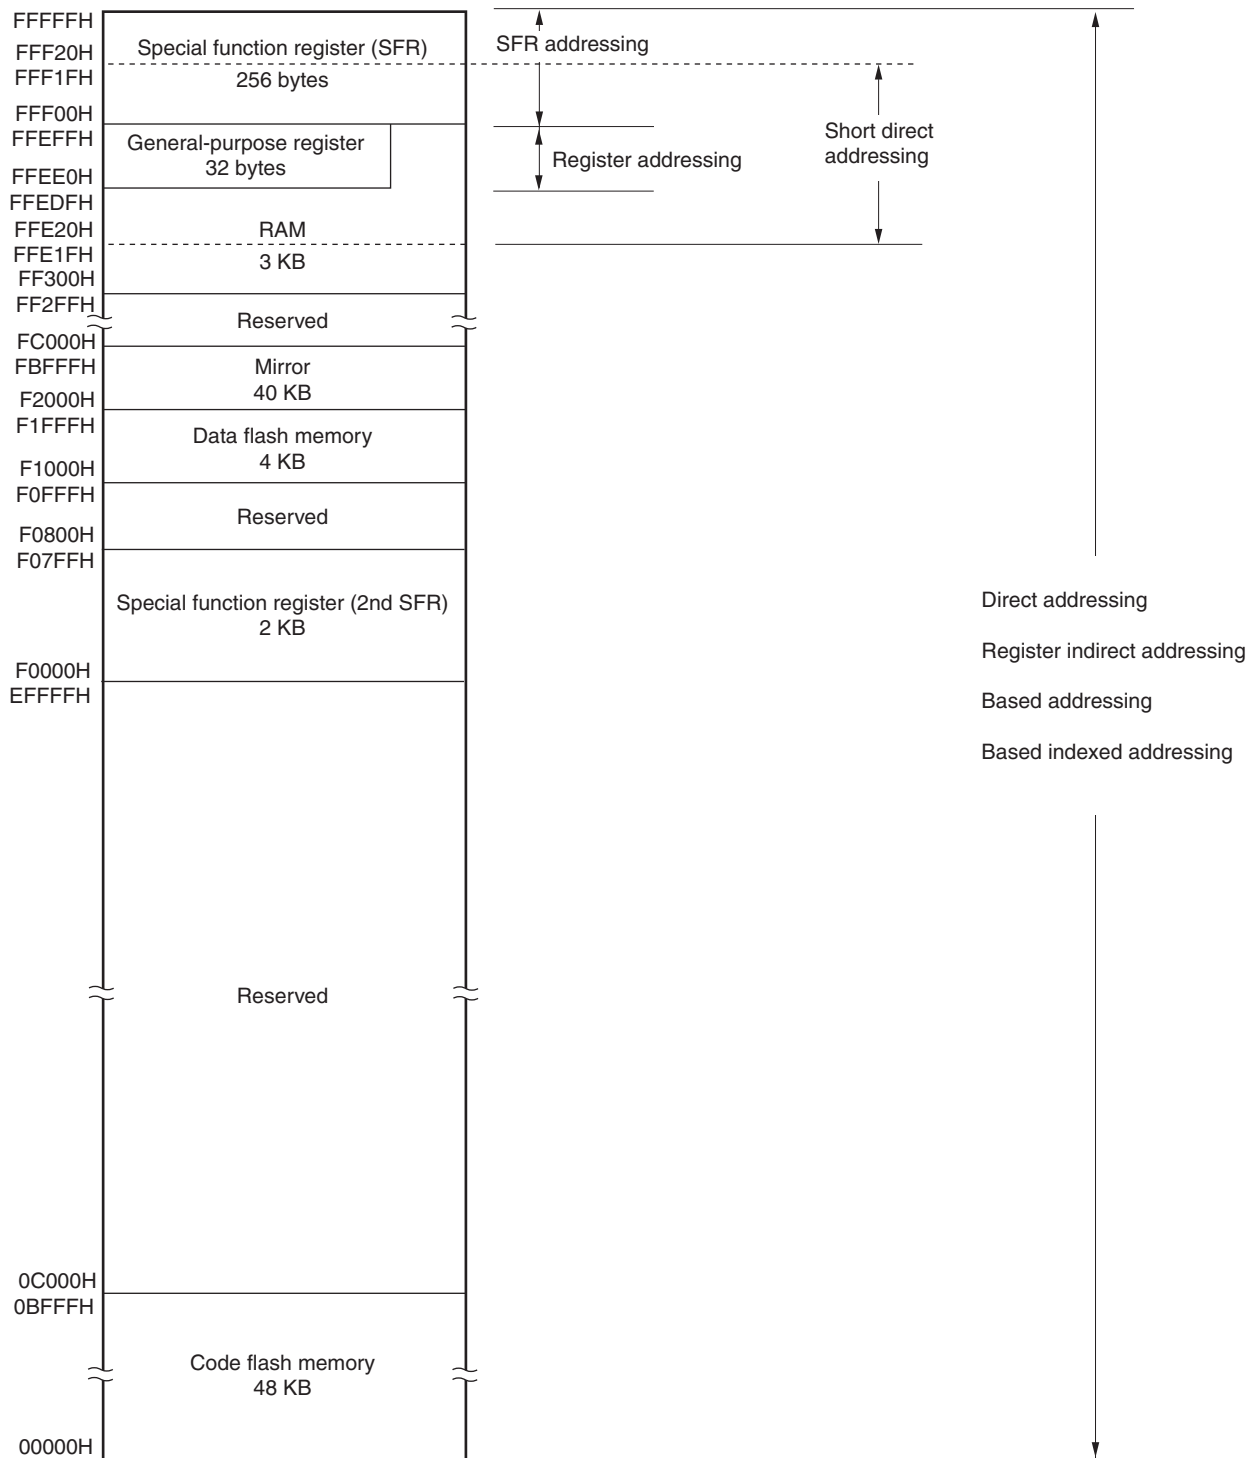 FFFFFH
SFR addressing
FFF20H
Special function register (SFR)
FFF1FH
256 bytes
FFF00H
FFEFFH
General-purpose register
32 bytes
Register addressing
Short direct
addressing
FFEE0H
FFEDFH
FFE20H
RAM
FFE1FH
3 KB
FF300H
FF2FFH
Reserved
FC000H
FBFFFH
Mirror
40 KB
F2000H
F1FFFH
Data flash memory
4 KB
F1000H
F0FFFH
Reserved
F0800H
F07FFH
Special function register (2nd SFR)
2 KB
F0000H
EFFFFH
Direct addressing
Register indirect addressing
Based addressing
Based indexed addressing
Reserved
0C000H
0BFFFH
Code flash memory
48 KB
00000H